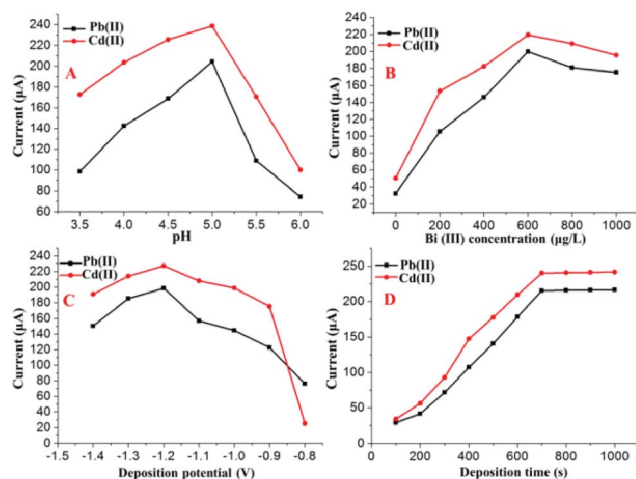 Pb(II)
Cd(II)
A
Current (µA)
240
220
200
180
160
140
120
100
80
60
3.5 4.0 4.5 5.0 5.5 6.0
pH
Pb(II)
Cd(II)
B
Current (µA)
240
220
200
180
160
140
120
100
80
60
40
20
0 200 400 600 800 1000
Bi (III) concentration (µg/L)
Pb(II)
Cd(II)
C
Current (µA)
240
220
200
180
160
140
120
100
80
60
40
20
0
-1.5 -1.4 -1.3 -1.2 -1.1 -1.0 -0.9 -0.8 -0.7
Deposition potential (V)
Pb(II)
Cd(II)
D
Current (µA)
250
200
150
100
50
0
0 200 400 600 800 1000
Deposition time (s)